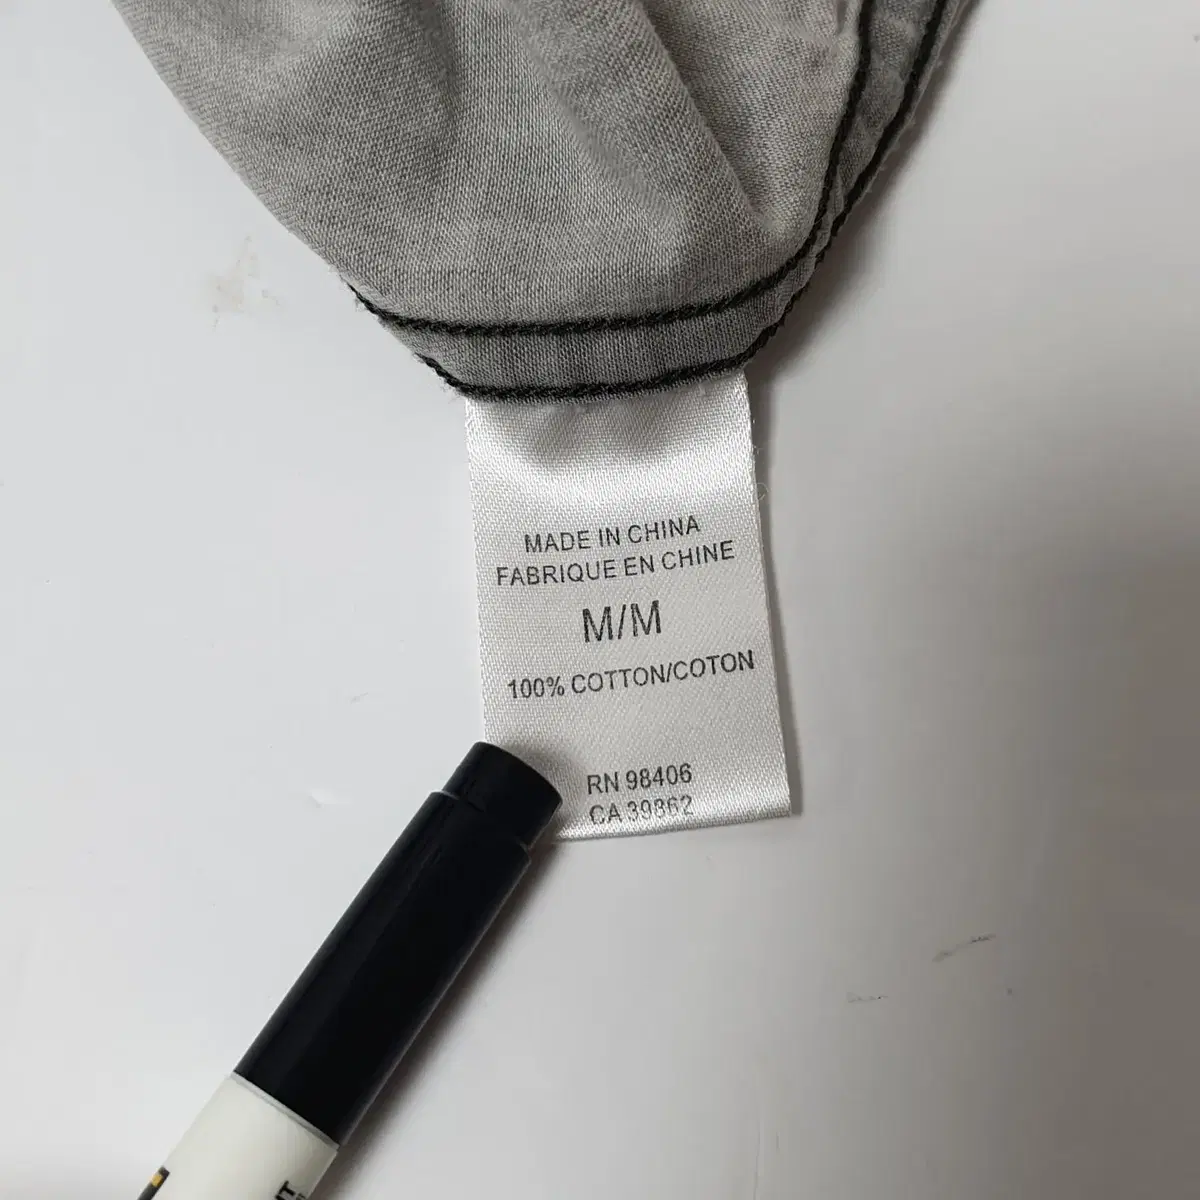 MADE IN CHINA
FABRIQUE EN CHINE
M/M
100% COTTON/COTON
RN 98406
CA 39862